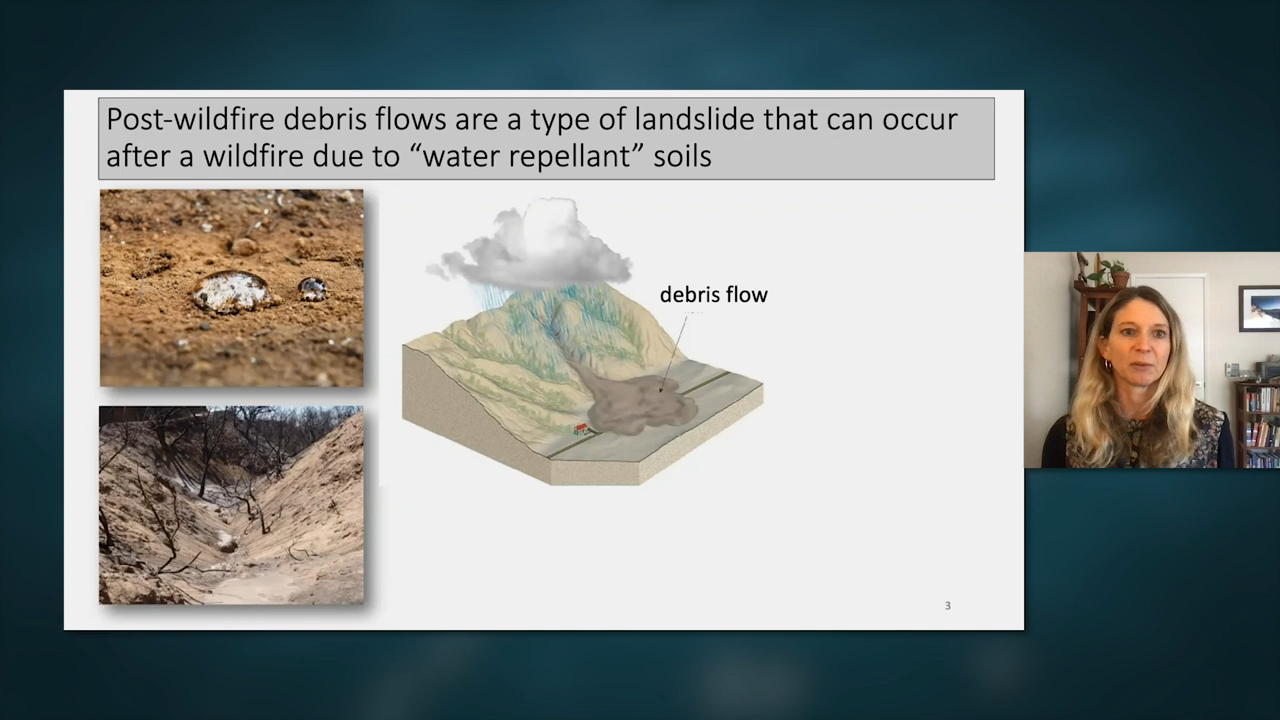 Post-wildfire debris flows are a type of landslide that can occur
after a wildfire due to “water repellant” soils
debris flow
3